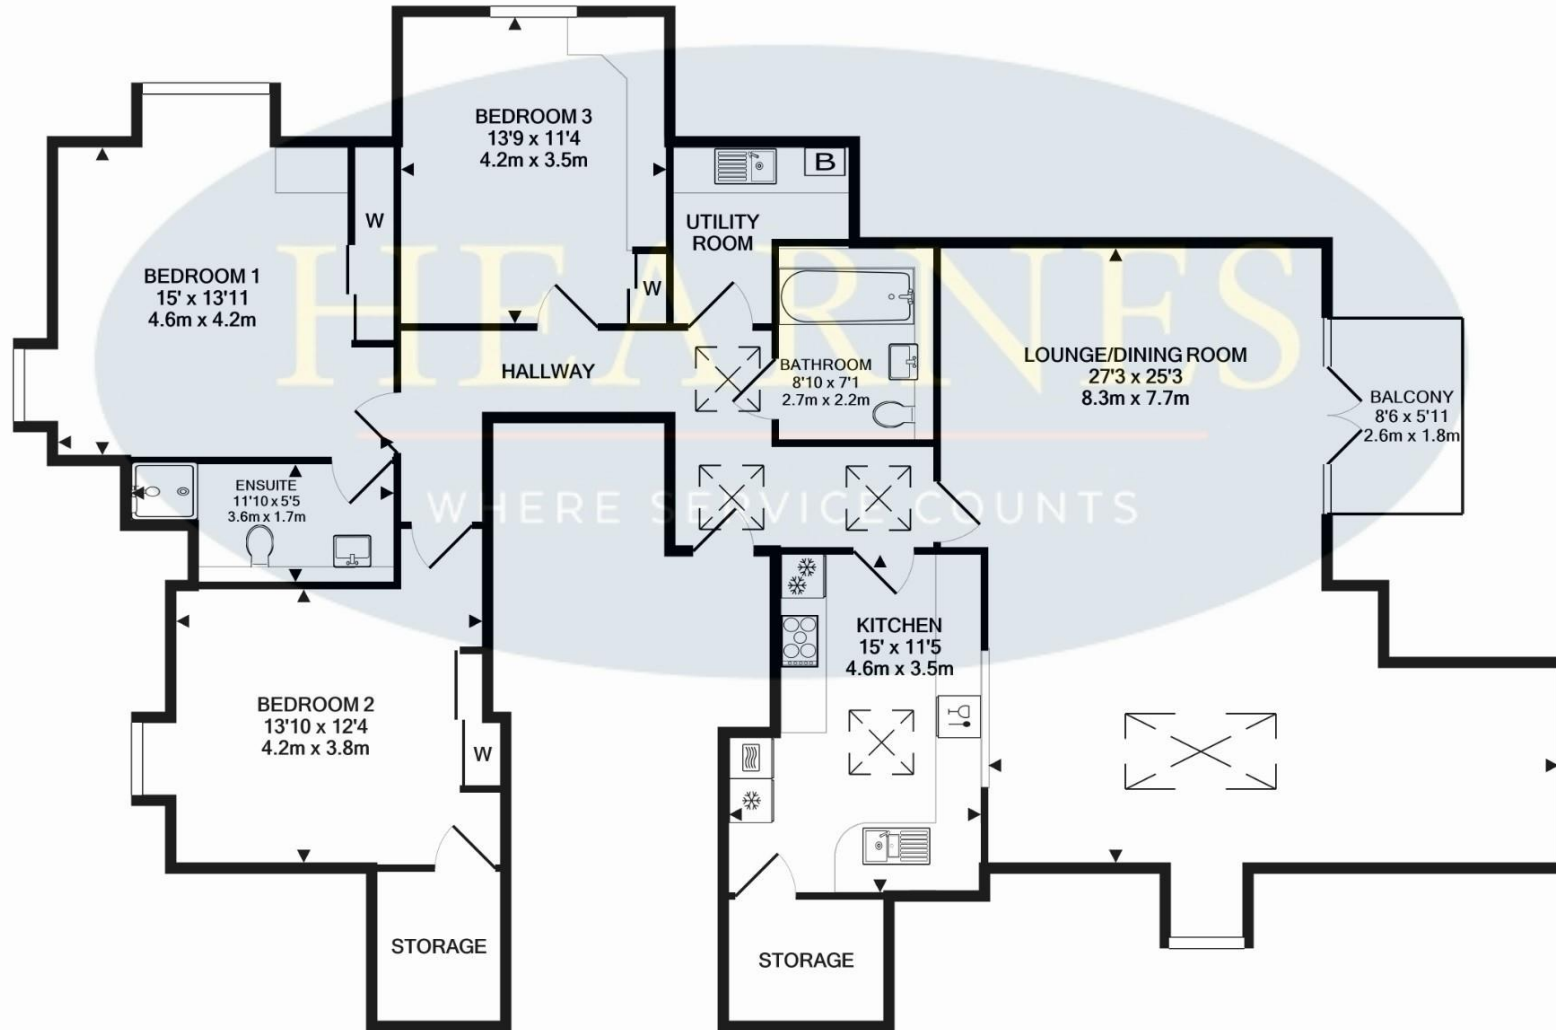 BEDROOM 3
13'9 x 11'4
4.2m x 3.5m
B
W
UTILITY
ROOM
BEDROOM 1
15' x 13'11
4.6m x 4.2m
W
HEARNES
HALLWAY
BATHROOM
8'10 x 7'1
2.7m x 2.2m
LOUNGE/DINING ROOM
27'3 x 25'3
8.3m x 7.7m
BALCONY
8'6 x 5'11
2.6m x 1.8m
ENSUITE
11'10 x 5'5
3.6m x 1.7m
WHERE SERVICE COUNTS
KITCHEN
15' x 11'5
4.6m x 3.5m
BEDROOM 2
13'10 x 12'4
4.2m x 3.8m
W
STORAGE
STORAGE